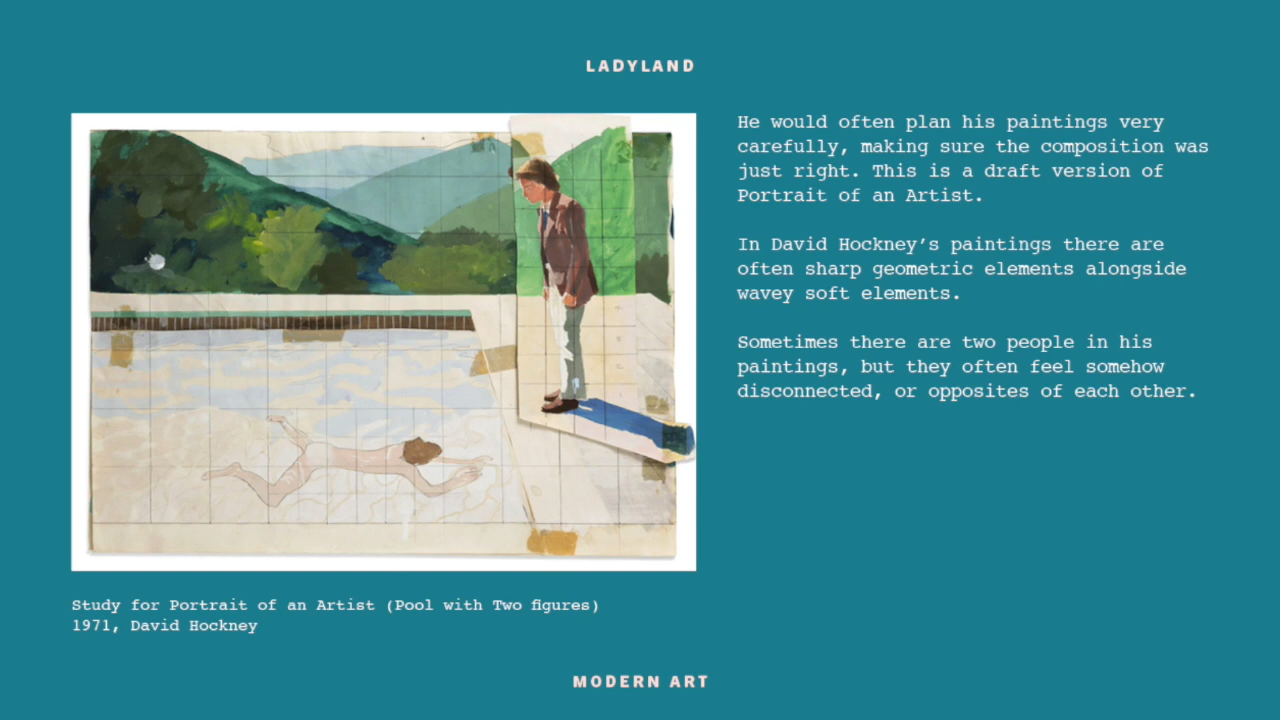 LADYLAND
He would often plan his paintings very
carefully, making sure the composition was
just right. This is a draft version of
Portrait of an Artist.
In David Hockney’s paintings there are
often sharp geometric elements alongside
wavey soft elements.
Sometimes there are two people in his
paintings, but they often feel somehow
disconnected, or opposites of each other.
Study for Portrait of an Artist (Pool with Two figures)
1971, David Hockney
MODERN ART